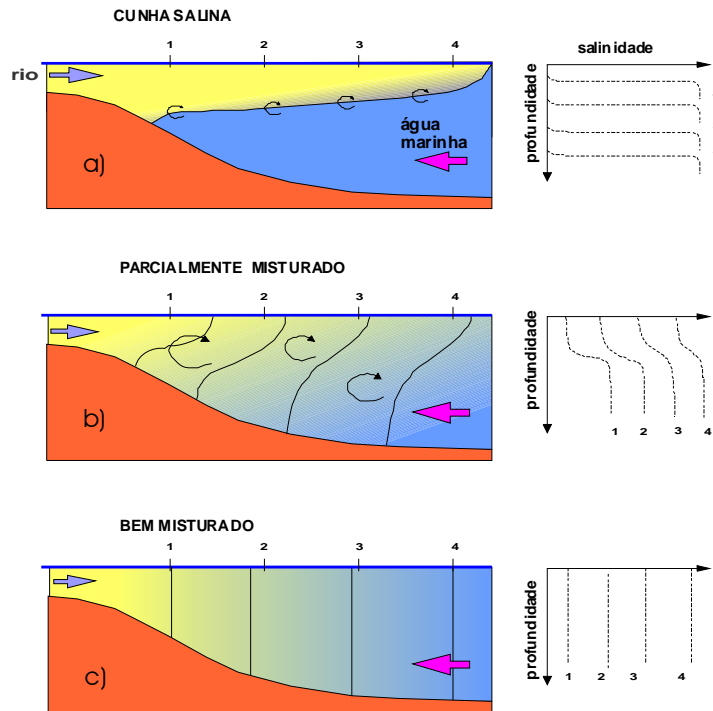 CUNHA SALINA
1 2 3 4
rio
água
marinha
a)
salinidade
profundidade
PARCIALMENTE MISTURADO
1 2 3 4
b)
profundidade
1 2 3 4
BEM MISTURADO
1 2 3 4
c)
profundidade
1 2 3 4